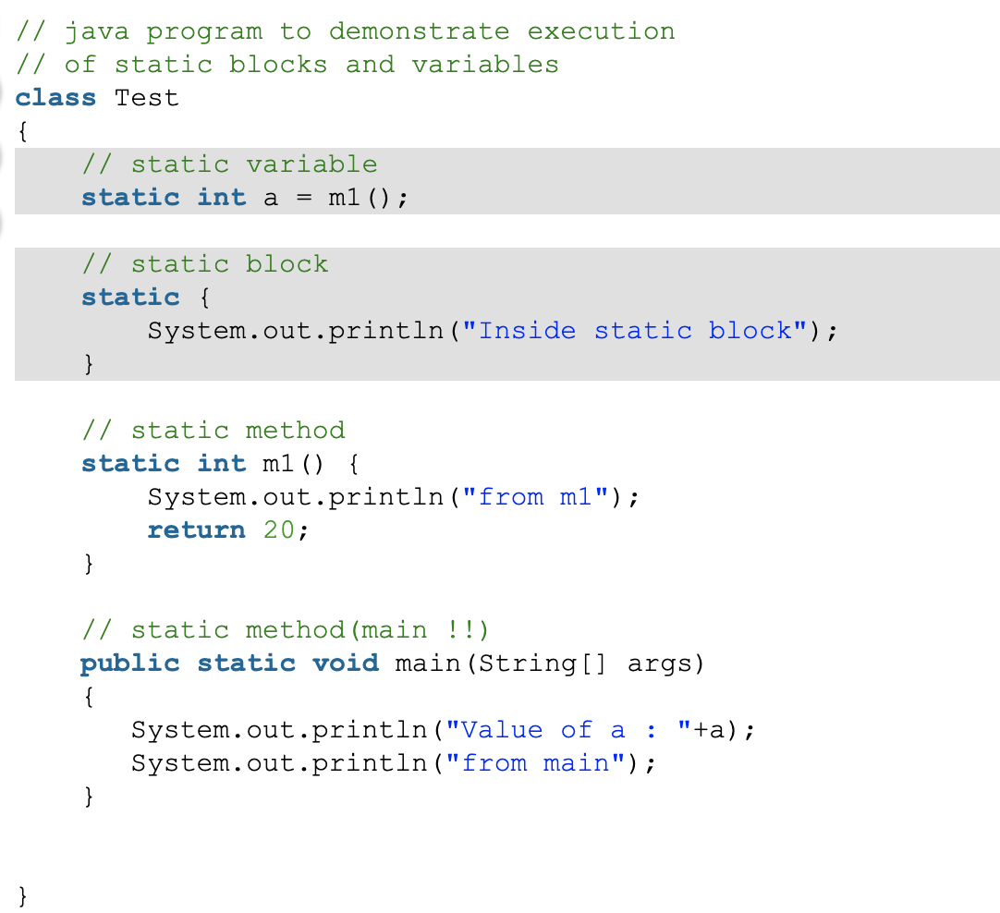 // java program to demonstrate execution
// of static blocks and variables
class Test
{
    // static variable
    static int a = m1();

    // static block
    static {
        System.out.println("Inside static block");
    }

    // static method
    static int m1() {
        System.out.println("from m1");
        return 20;
    }

    // static method(main !!)
    public static void main(String[] args)
    {
       System.out.println("Value of a : "+a);
       System.out.println("from main");
    }

}